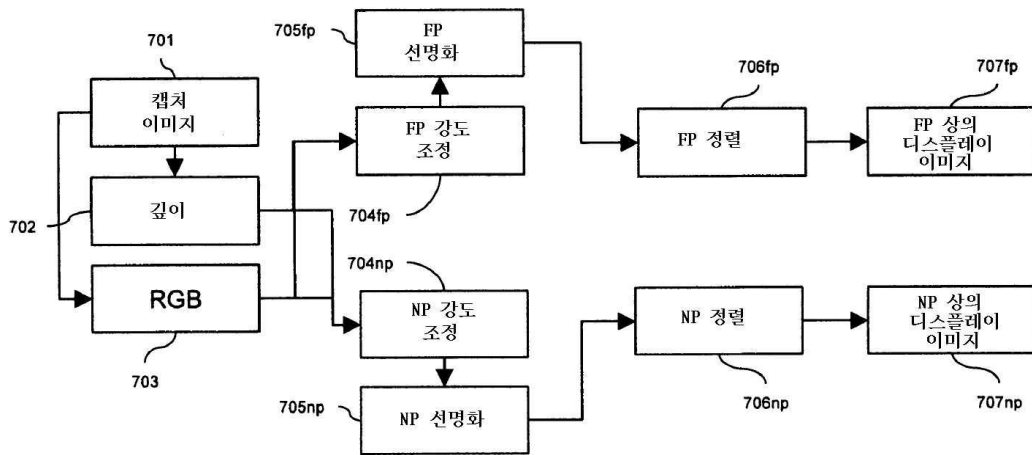 701
캡처
이미지
702
깊이
RGB
703
705fp
FP
선명화
FP 강도
조정
704fp
706fp
FP 정렬
707fp
FP 상의
디스플레이
이미지
704np
NP 강도
조정
705np
NP 선명화
NP 정렬
706np
NP 상의
디스플레이
이미지
707np